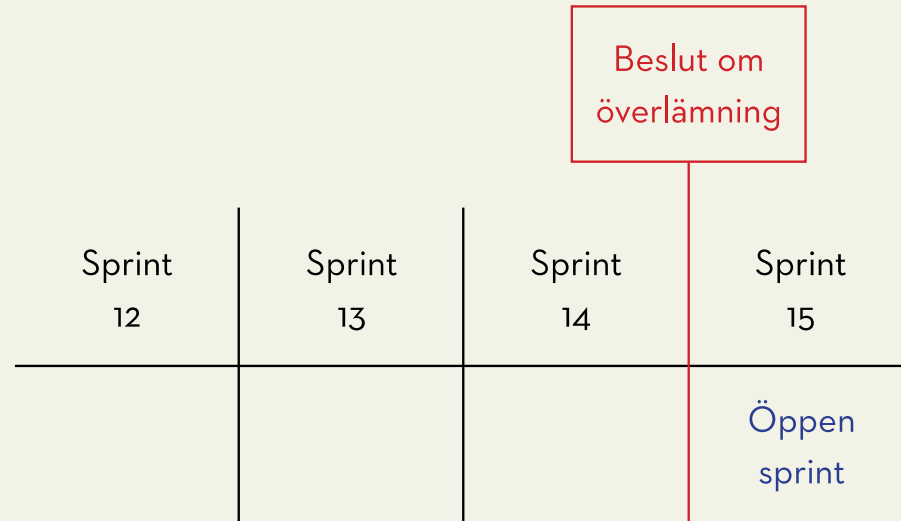 Beslut om
överlämning
Sprint
12
Sprint
13
Sprint
14
Sprint
15
Öppen
sprint